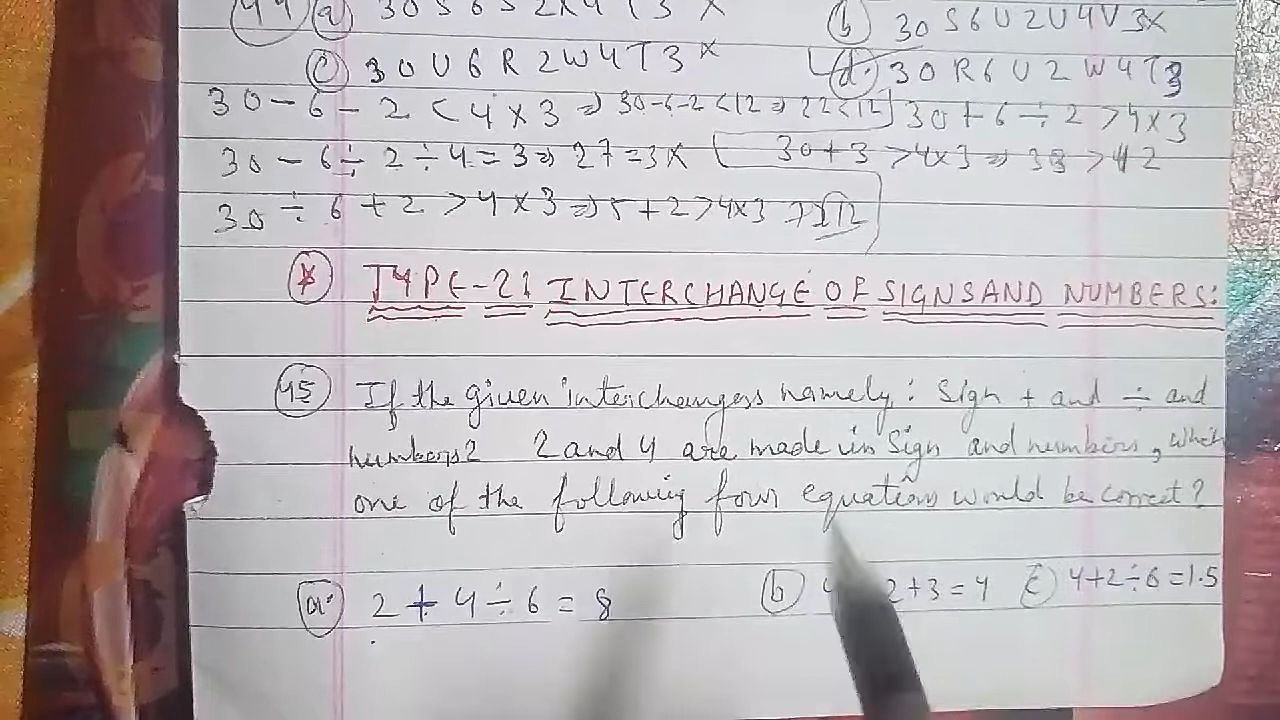 44 (a) 30 S 6 S 2 X 4 T 3 X (b) 30 S 6 U 2 U 4 V 3 X
(c) 30 U 6 R 2 W 4 T 3 X (d) 30 R 6 U 2 W 4 T 3
30 - 6 - 2 < 4 × 3 ⇒ 30-6-2 < 12 ⇒ 22 < 12 30 + 6 ÷ 2 > 4 × 3
30 - 6 ÷ 2 ÷ 4 = 3 ⇒ 27 = 3 X 30 + 3 > 4×3 ⇒ 33 > 12
30 ÷ 6 + 2 > 4 × 3 ⇒ 5 + 2 > 4×3 7 > 12
TYPE-2: INTERCHANGE OF SIGNS AND NUMBERS:
45 If the given interchangess namely: Sign + and ÷ and
numbers 2 2 and 4 are made in Sign and numbers, which
one of the following four equations would be correct?
(a) 2 + 4 ÷ 6 = 8 (b) 2 + 3 = 4 (c) 4 + 2 ÷ 6 = 1.5